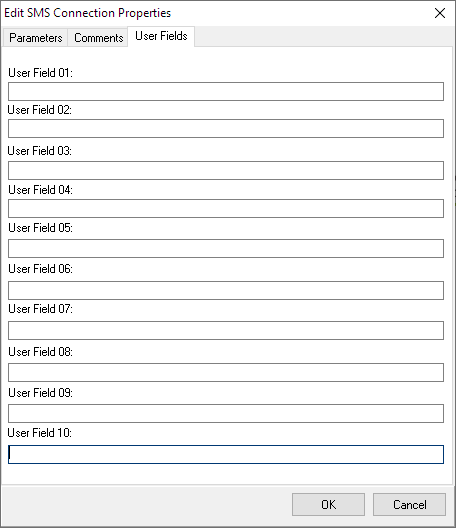 Edit SMS Connection Properties
Parameters Comments User Fields
User Field 01:
User Field 02:
User Field 03:
User Field 04:
User Field 05:
User Field 06:
User Field 07:
User Field 08:
User Field 09:
User Field 10:
OK Cancel